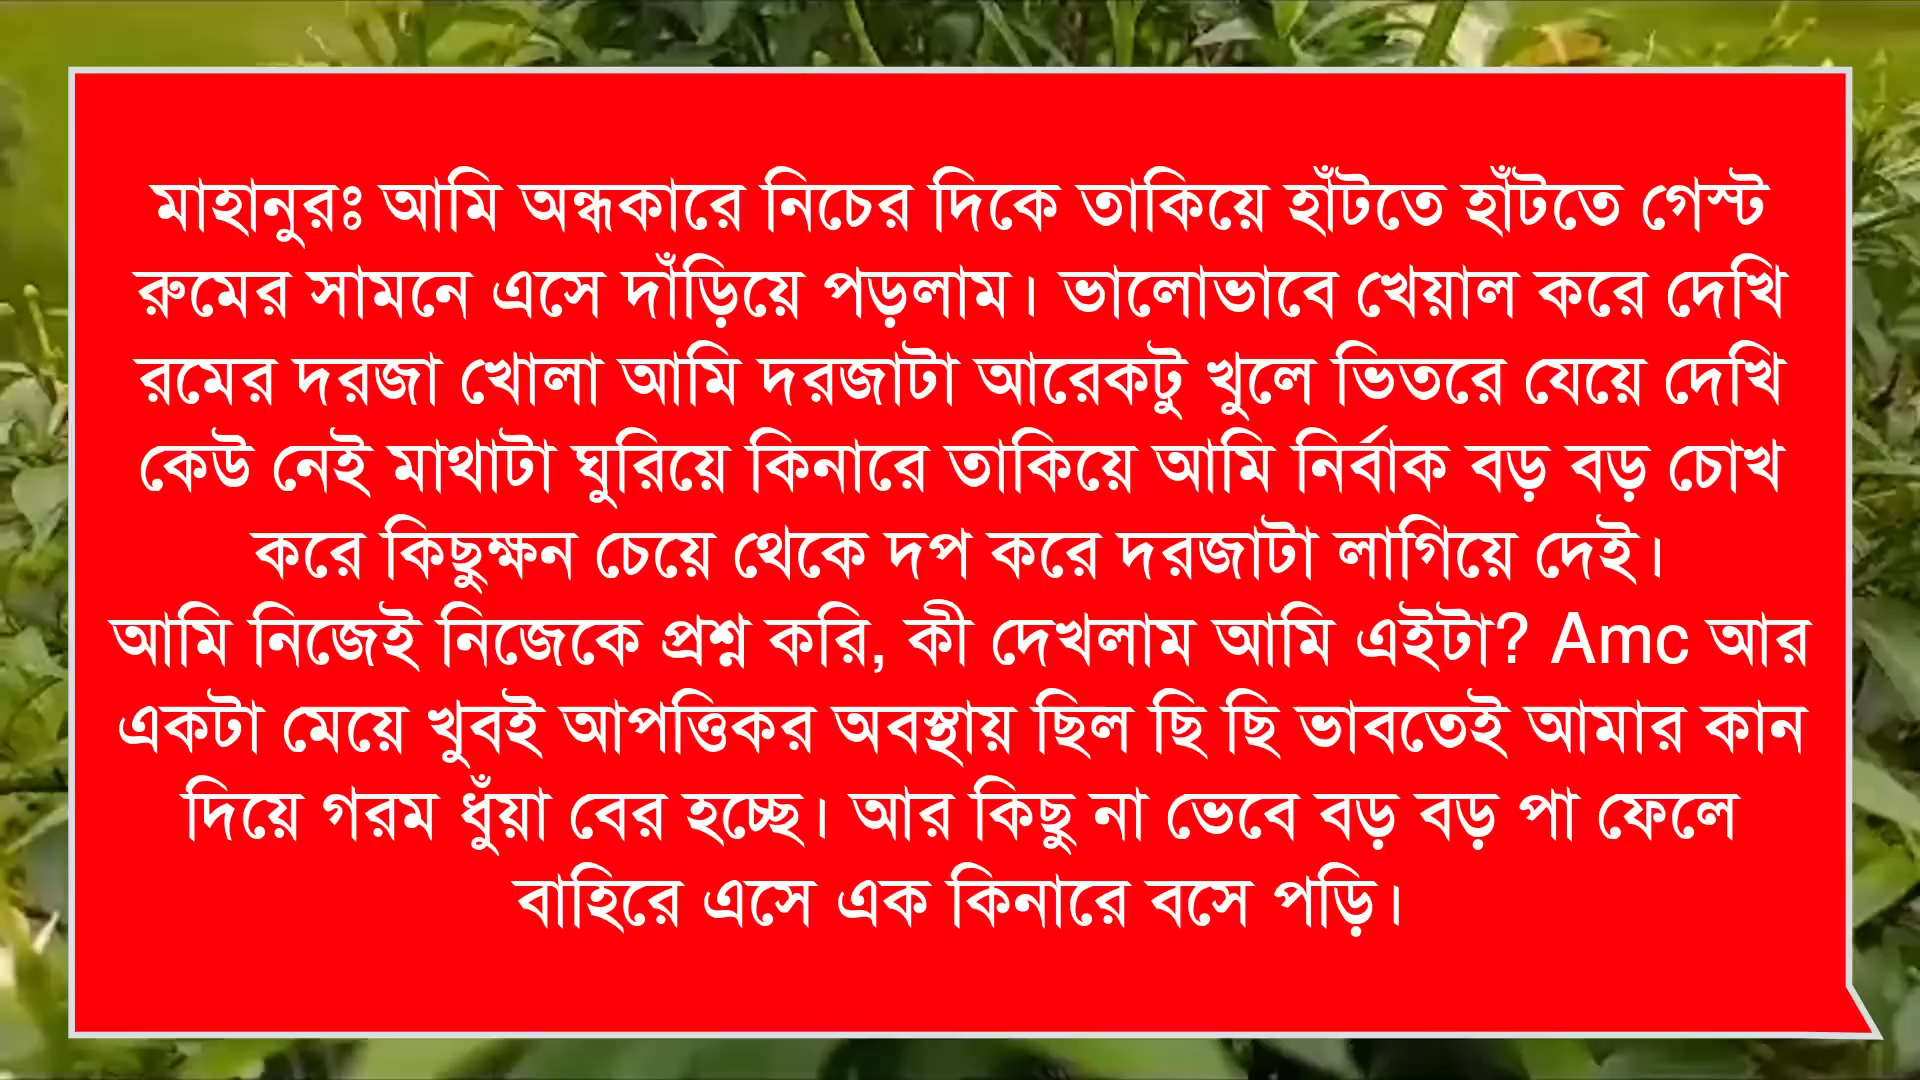 মাহানুরঃ আমি অন্ধকারে নিচের দিকে তাকিয়ে হাঁটতে হাঁটতে গেস্ট
রুমের সামনে এসে দাঁড়িয়ে পড়লাম। ভালোভাবে খেয়াল করে দেখি
রমের দরজা খোলা আমি দরজাটা আরেকটু খুলে ভিতরে যেয়ে দেখি
কেউ নেই মাথাটা ঘুরিয়ে কিনারে তাকিয়ে আমি নির্বাক বড় বড় চোখ
করে কিছুক্ষন চেয়ে থেকে দপ করে দরজাটা লাগিয়ে দেই।
আমি নিজেই নিজেকে প্রশ্ন করি, কী দেখলাম আমি এইটা? Amc আর
একটা মেয়ে খুবই আপত্তিকর অবস্থায় ছিল ছি ছি ভাবতেই আমার কান
দিয়ে গরম ধুঁয়া বের হচ্ছে। আর কিছু না ভেবে বড় বড় পা ফেলে
বাহিরে এসে এক কিনারে বসে পড়ি।